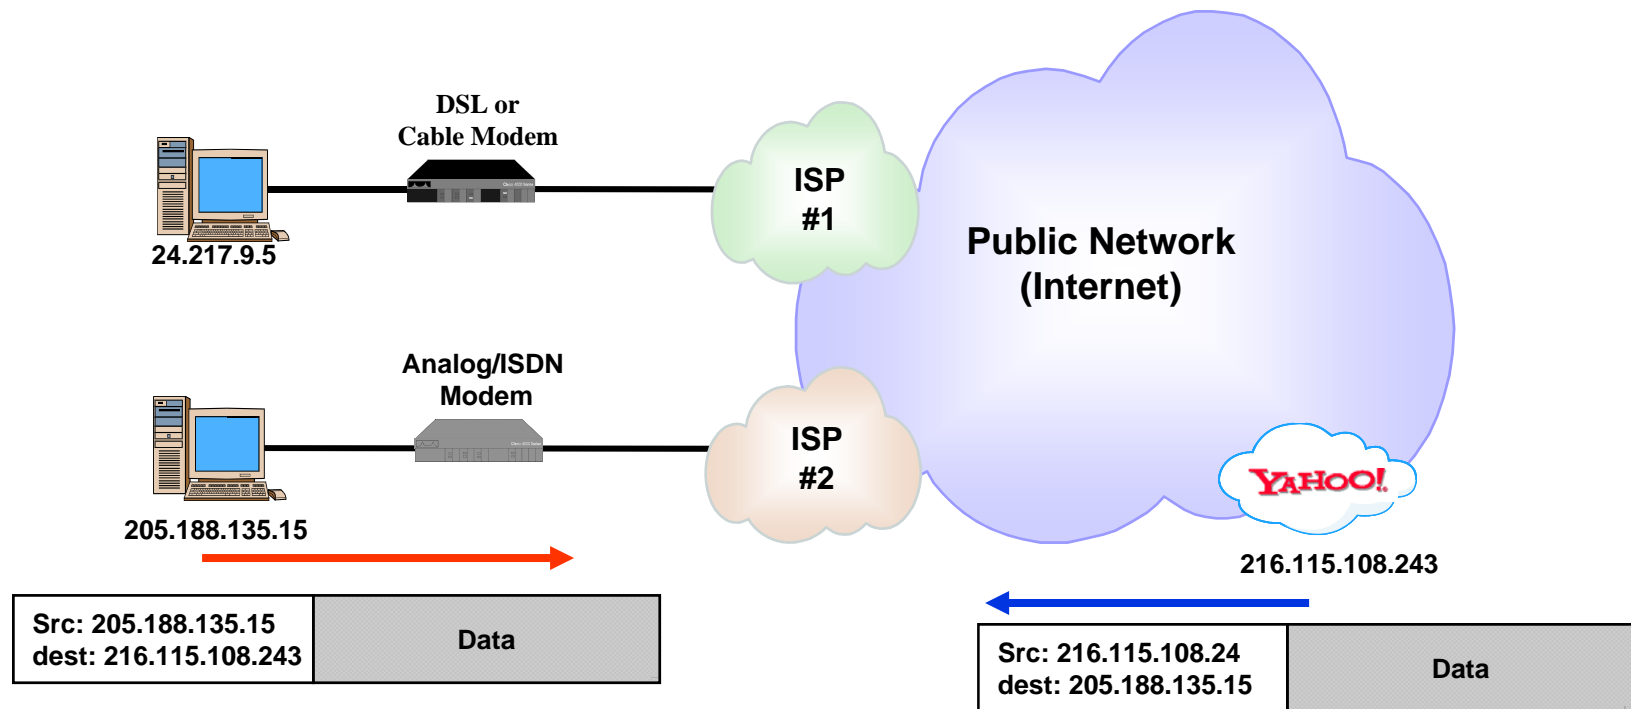 DSL or
Cable Modem
24.217.9.5
ISP
#1
Public Network
(Internet)
Analog/ISDN
Modem
205.188.135.15
ISP
#2
YAHOO!
216.115.108.243
Src: 205.188.135.15
dest: 216.115.108.243
Data
Src: 216.115.108.24
dest: 205.188.135.15
Data